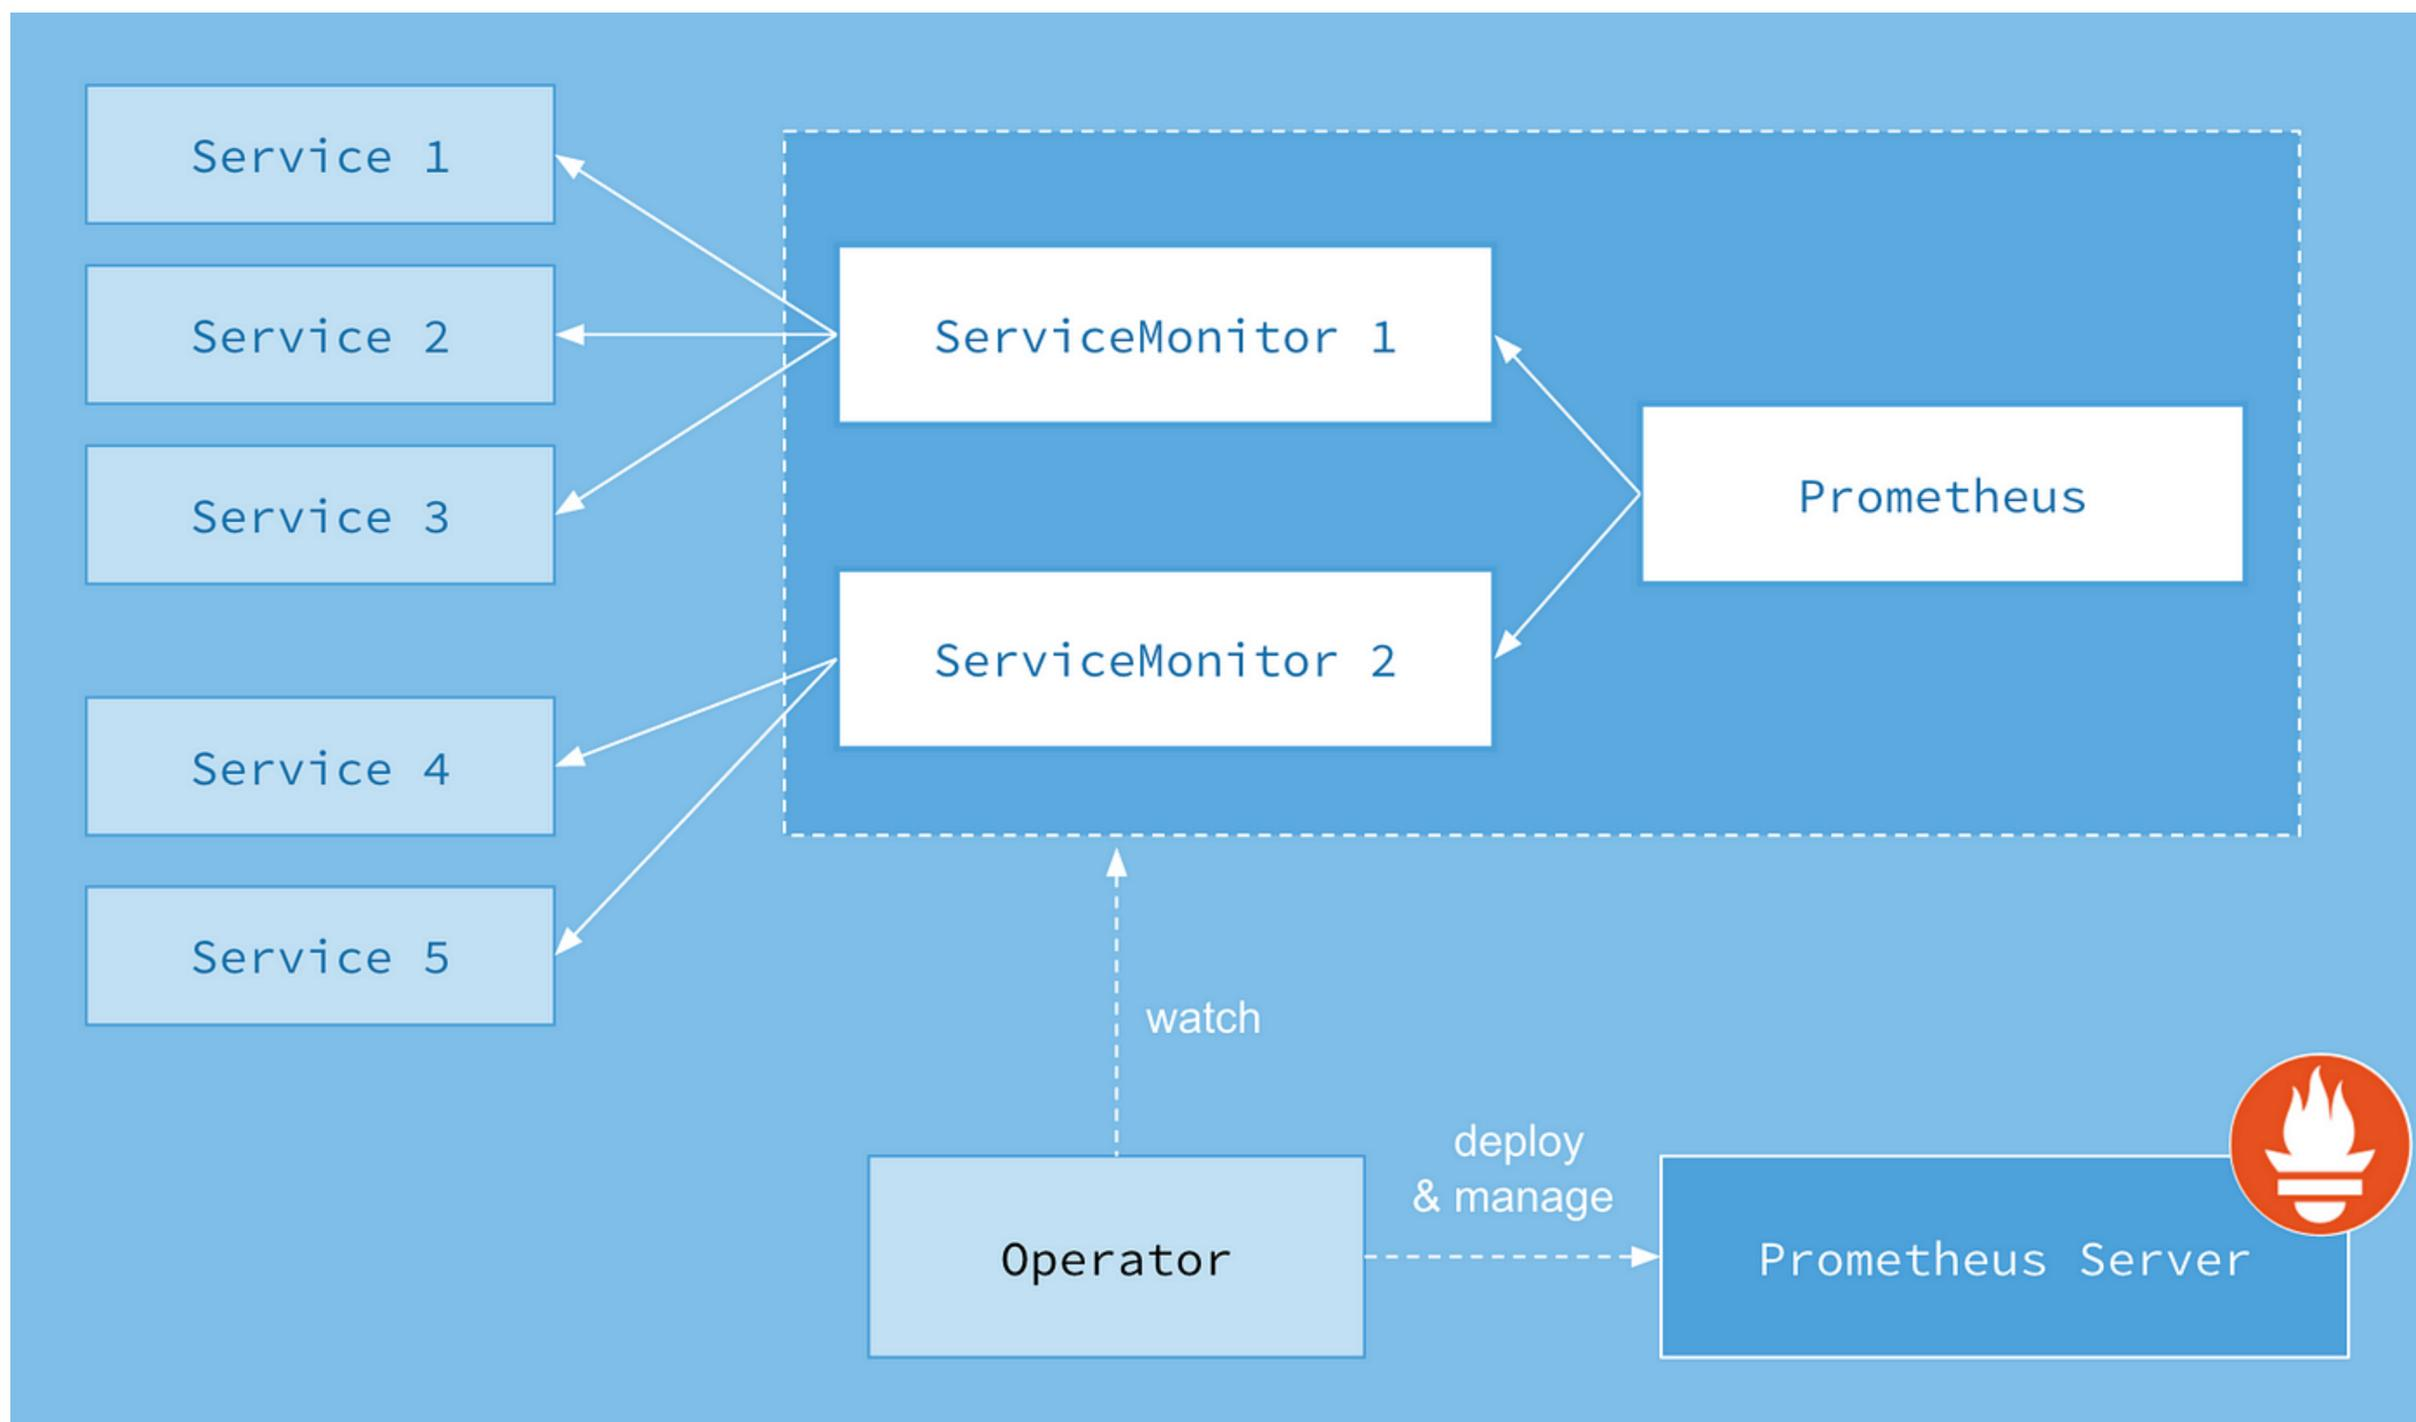 Service 1
Service 2
Service 3
Service 4
Service 5
ServiceMonitor 1
ServiceMonitor 2
Prometheus
watch
deploy
& manage
Operator
Prometheus Server